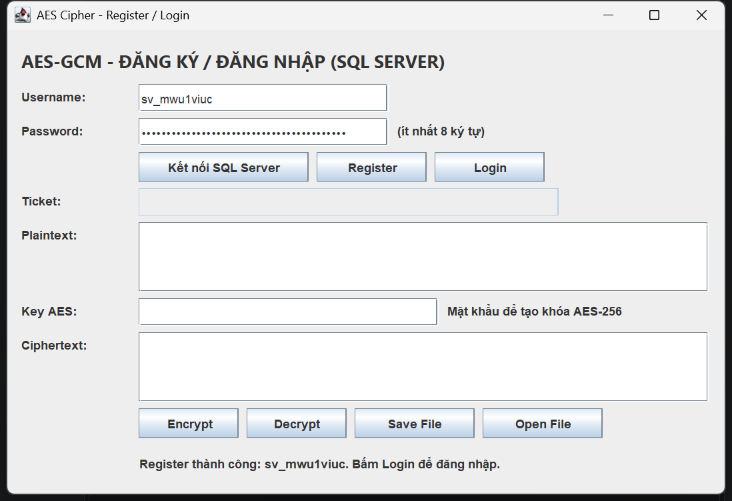 AES Cipher - Register / Login
AES-GCM - ĐĂNG KÝ / ĐĂNG NHẬP (SQL SERVER)
Username: sv_mwu1viuc
Password: •••••••••••••••••••••••••••••••••••••••• (ít nhất 8 ký tự)
Kết nối SQL Server Register Login
Ticket:
Plaintext:
Key AES: Mật khẩu để tạo khóa AES-256
Ciphertext:
Encrypt Decrypt Save File Open File
Register thành công: sv_mwu1viuc. Bấm Login để đăng nhập.